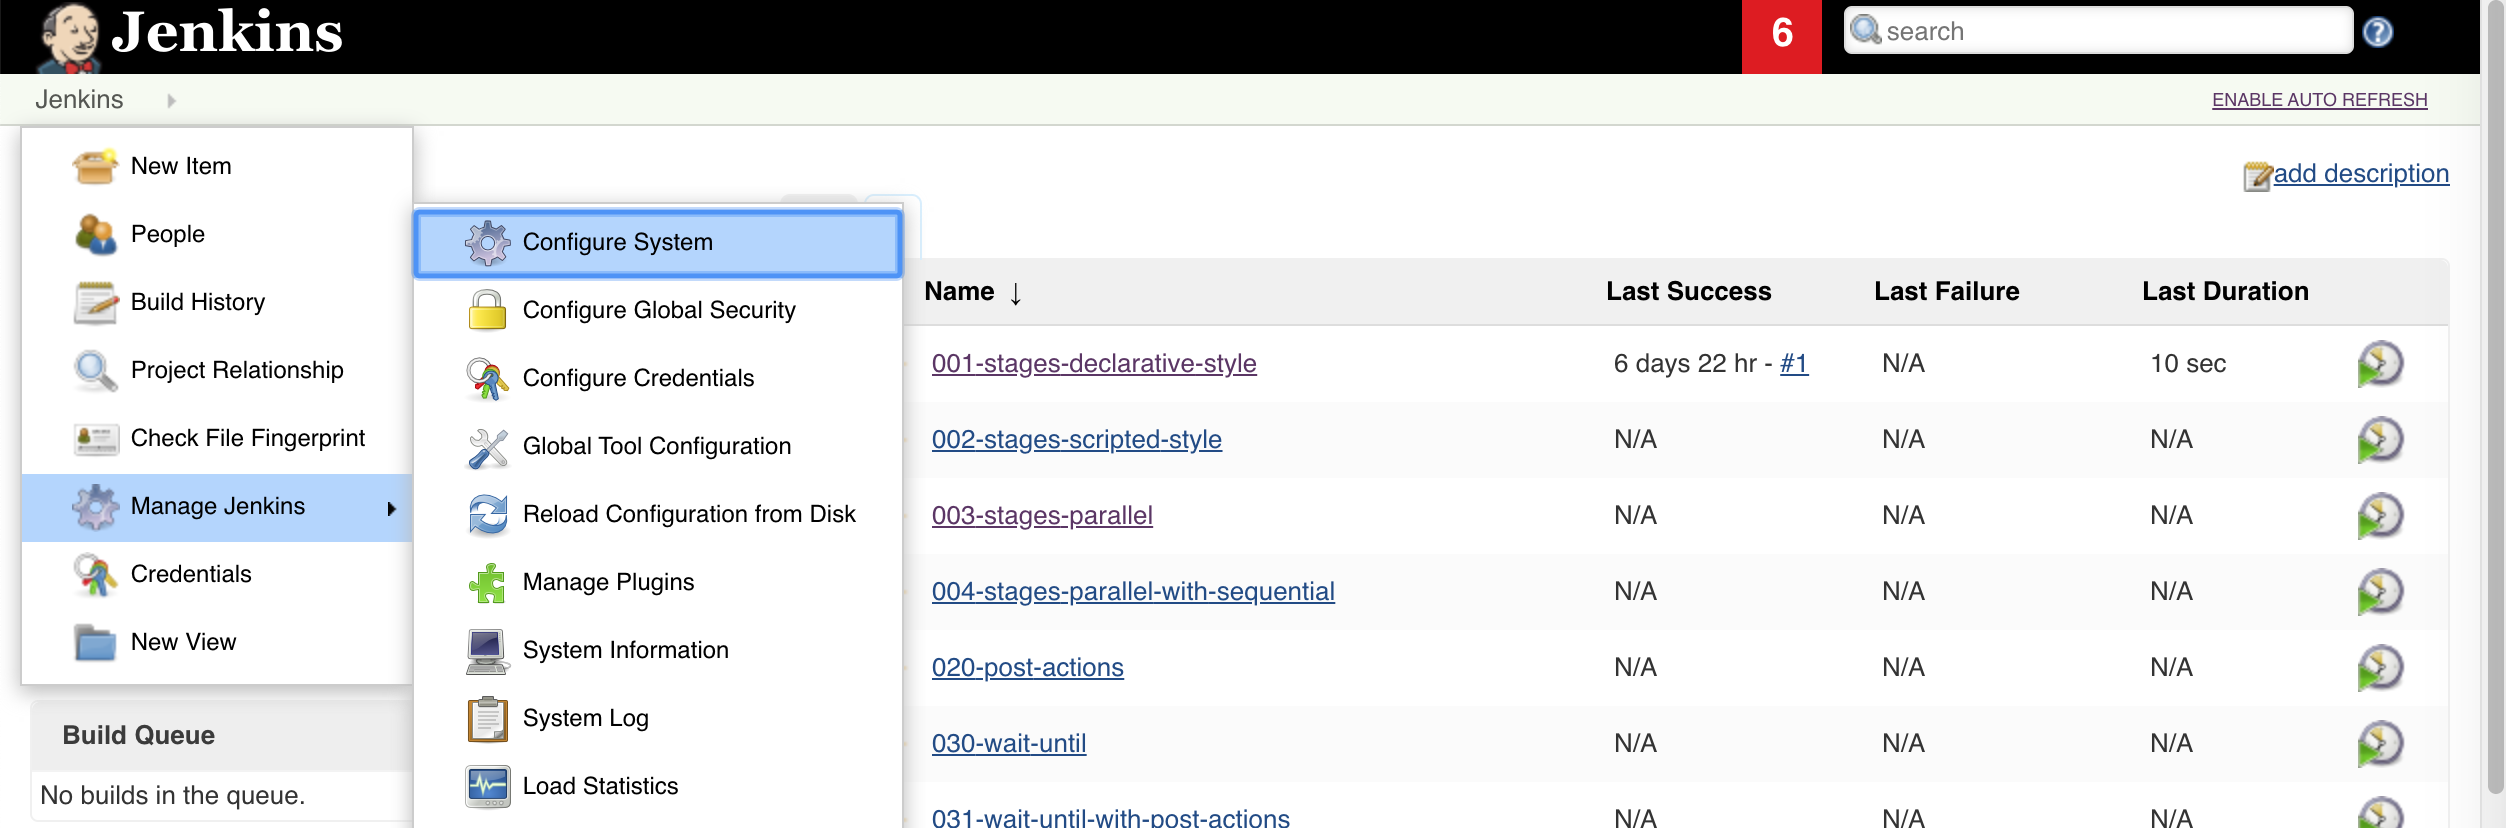 Jenkins
6
search
Jenkins
ENABLE AUTO REFRESH
New Item
People
Build History
Project Relationship
Check File Fingerprint
Manage Jenkins
Credentials
New View
Configure System
Configure Global Security
Configure Credentials
Global Tool Configuration
Reload Configuration from Disk
Manage Plugins
System Information
System Log
Load Statistics
Build Queue
No builds in the queue.
add description
Name ↓ Last Success Last Failure Last Duration
001-stages-declarative-style 6 days 22 hr - #1 N/A 10 sec
002-stages-scripted-style N/A N/A N/A
003-stages-parallel N/A N/A N/A
004-stages-parallel-with-sequential N/A N/A N/A
020-post-actions N/A N/A N/A
030-wait-until N/A N/A N/A
031-wait-until-with-post-actions N/A N/A N/A